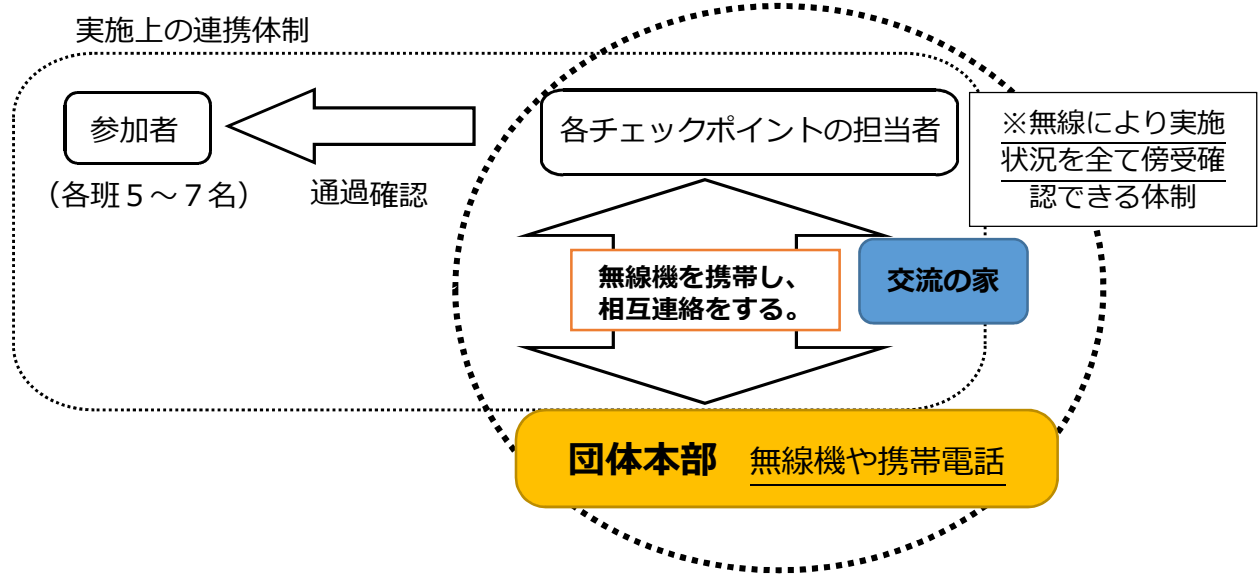 実施上の連携体制
参加者
各チェックポイントの担当者
※無線により実施
状況を全て傍受確
認できる体制
（各班５～７名）
通過確認
無線機を携帯し、
相互連絡をする。
交流の家
団体本部 無線機や携帯電話